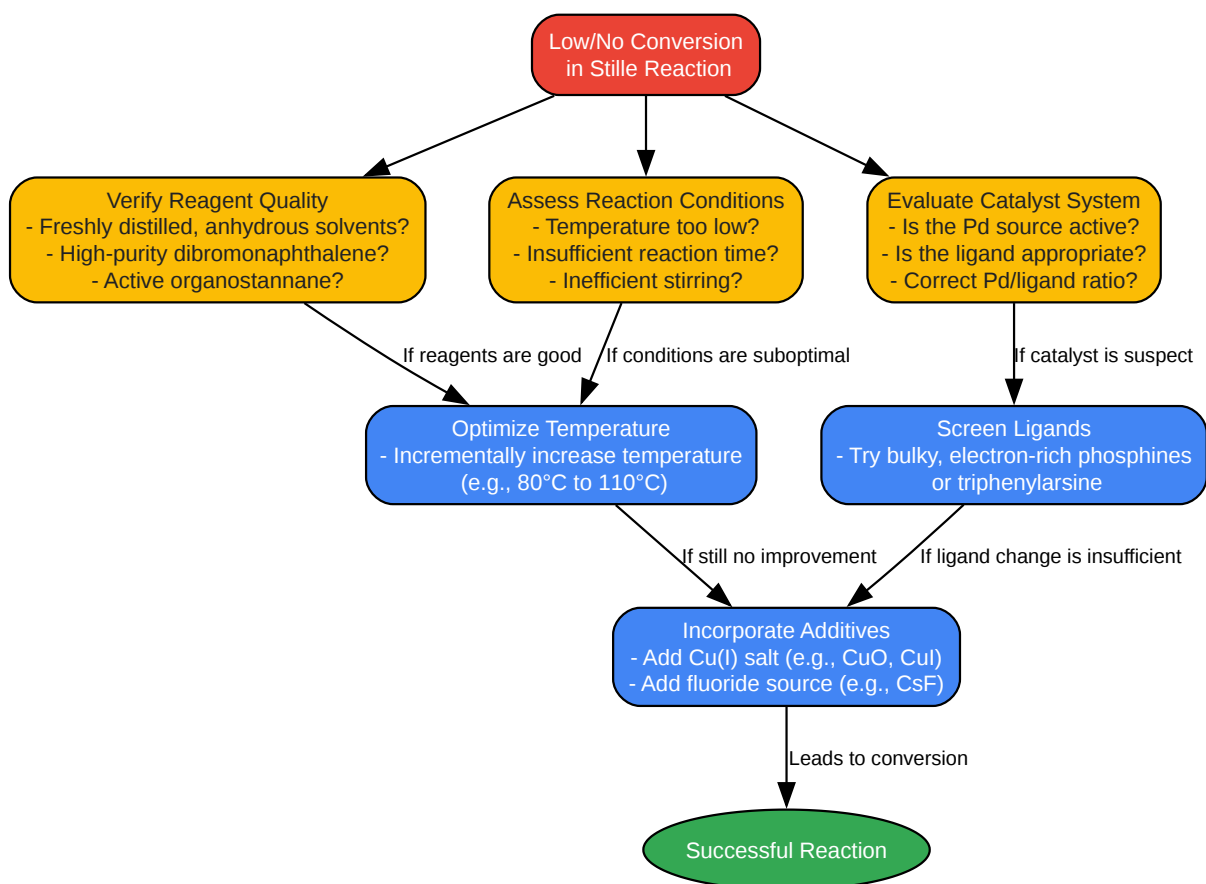 Low/No Conversion
in Stille Reaction
Verify Reagent Quality
- Freshly distilled, anhydrous solvents?
- High-purity dibromonaphthalene?
- Active organostannane?
Assess Reaction Conditions
- Temperature too low?
- Insufficient reaction time?
- Inefficient stirring?
Evaluate Catalyst System
- Is the Pd source active?
- Is the ligand appropriate?
- Correct Pd/ligand ratio?
If reagents are good
If conditions are suboptimal
If catalyst is suspect
Optimize Temperature
- Incrementally increase temperature
(e.g., 80°C to 110°C)
Screen Ligands
- Try bulky, electron-rich phosphines
or triphenylarsine
If still no improvement
If ligand change is insufficient
Incorporate Additives
- Add Cu(I) salt (e.g., CuO, CuI)
- Add fluoride source (e.g., CsF)
Leads to conversion
Successful Reaction